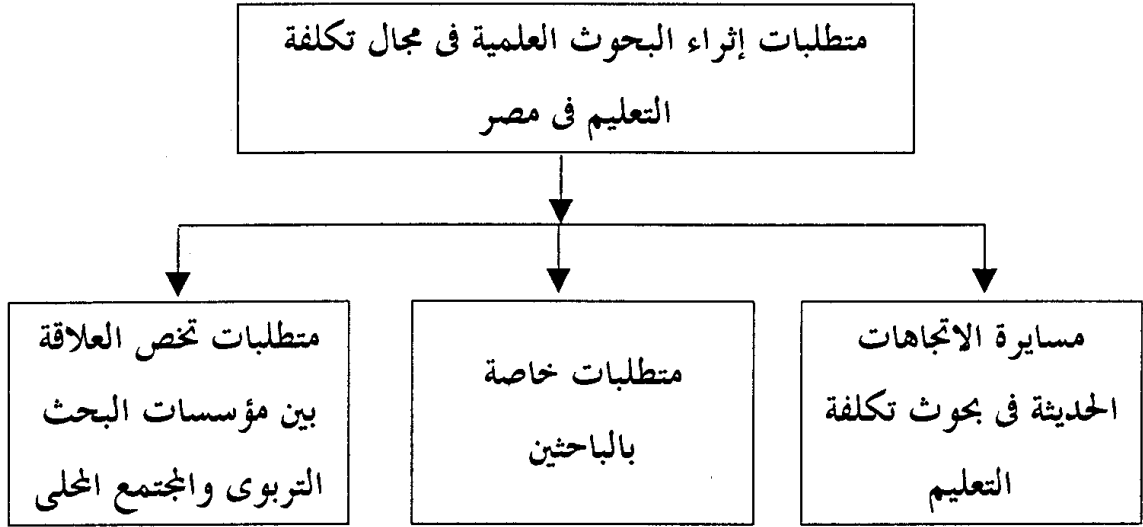 متطلبات إثراء البحوث العلمية فى مجال تكلفة
التعليم فى مصر
مسايرة الاتجاهات
الحديثة فى بحوث تكلفة
التعليم
متطلبات خاصة
بالباحثين
متطلبات تخص العلاقة
بين مؤسسات البحث
التربوى والمجتمع المحلى